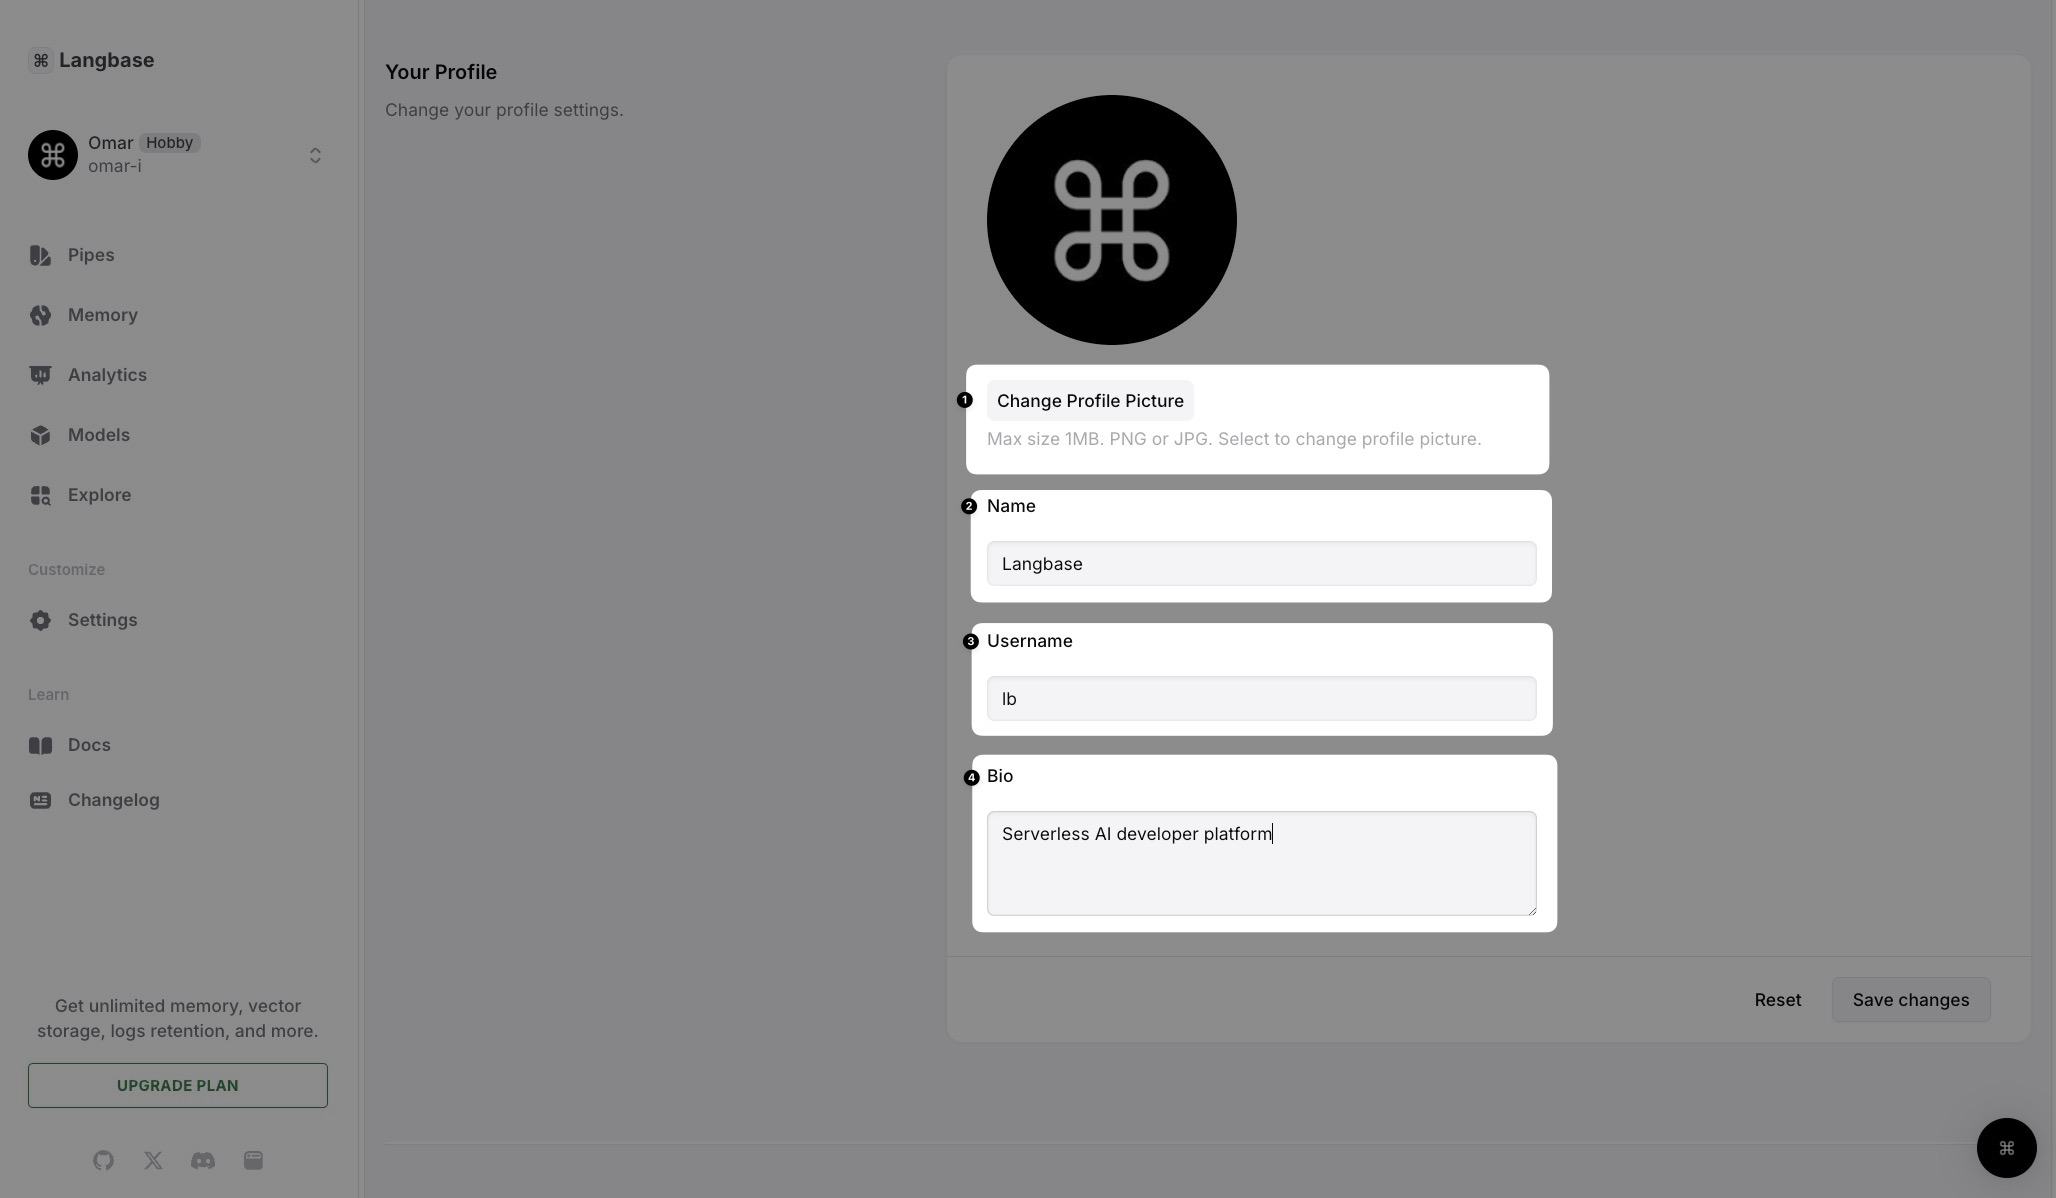 ⌘ Langbase
Omar Hobby
omar-i
Pipes
Memory
Analytics
Models
Explore
Customize
Settings
Learn
Docs
Changelog
Get unlimited memory, vector
storage, logs retention, and more.
UPGRADE PLAN
Your Profile
Change your profile settings.
1 Change Profile Picture
Max size 1MB. PNG or JPG. Select to change profile picture.
2 Name
Langbase
3 Username
lb
4 Bio
Serverless AI developer platform
Reset
Save changes